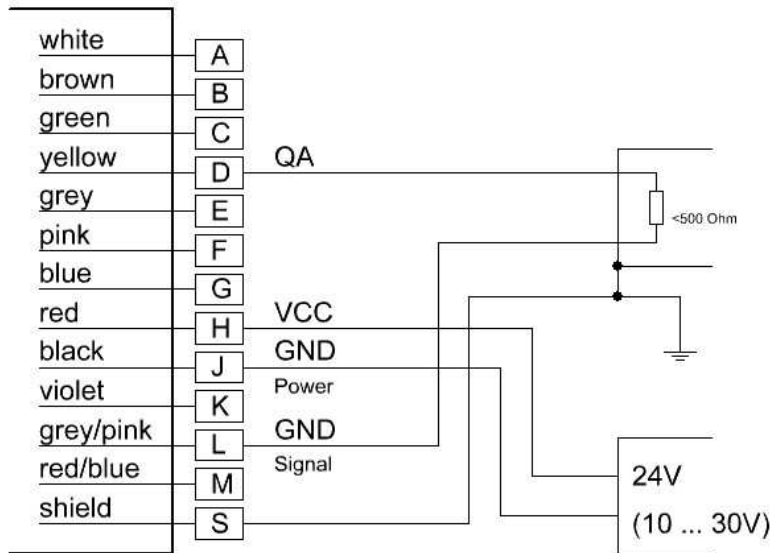 white A
brown B
green C
yellow D QA
grey E
<500 Ohm
pink F
blue G
red H VCC
black J GND
Power
violet K
grey/pink L GND
Signal
red/blue M 24V
shield S (10 ... 30V)